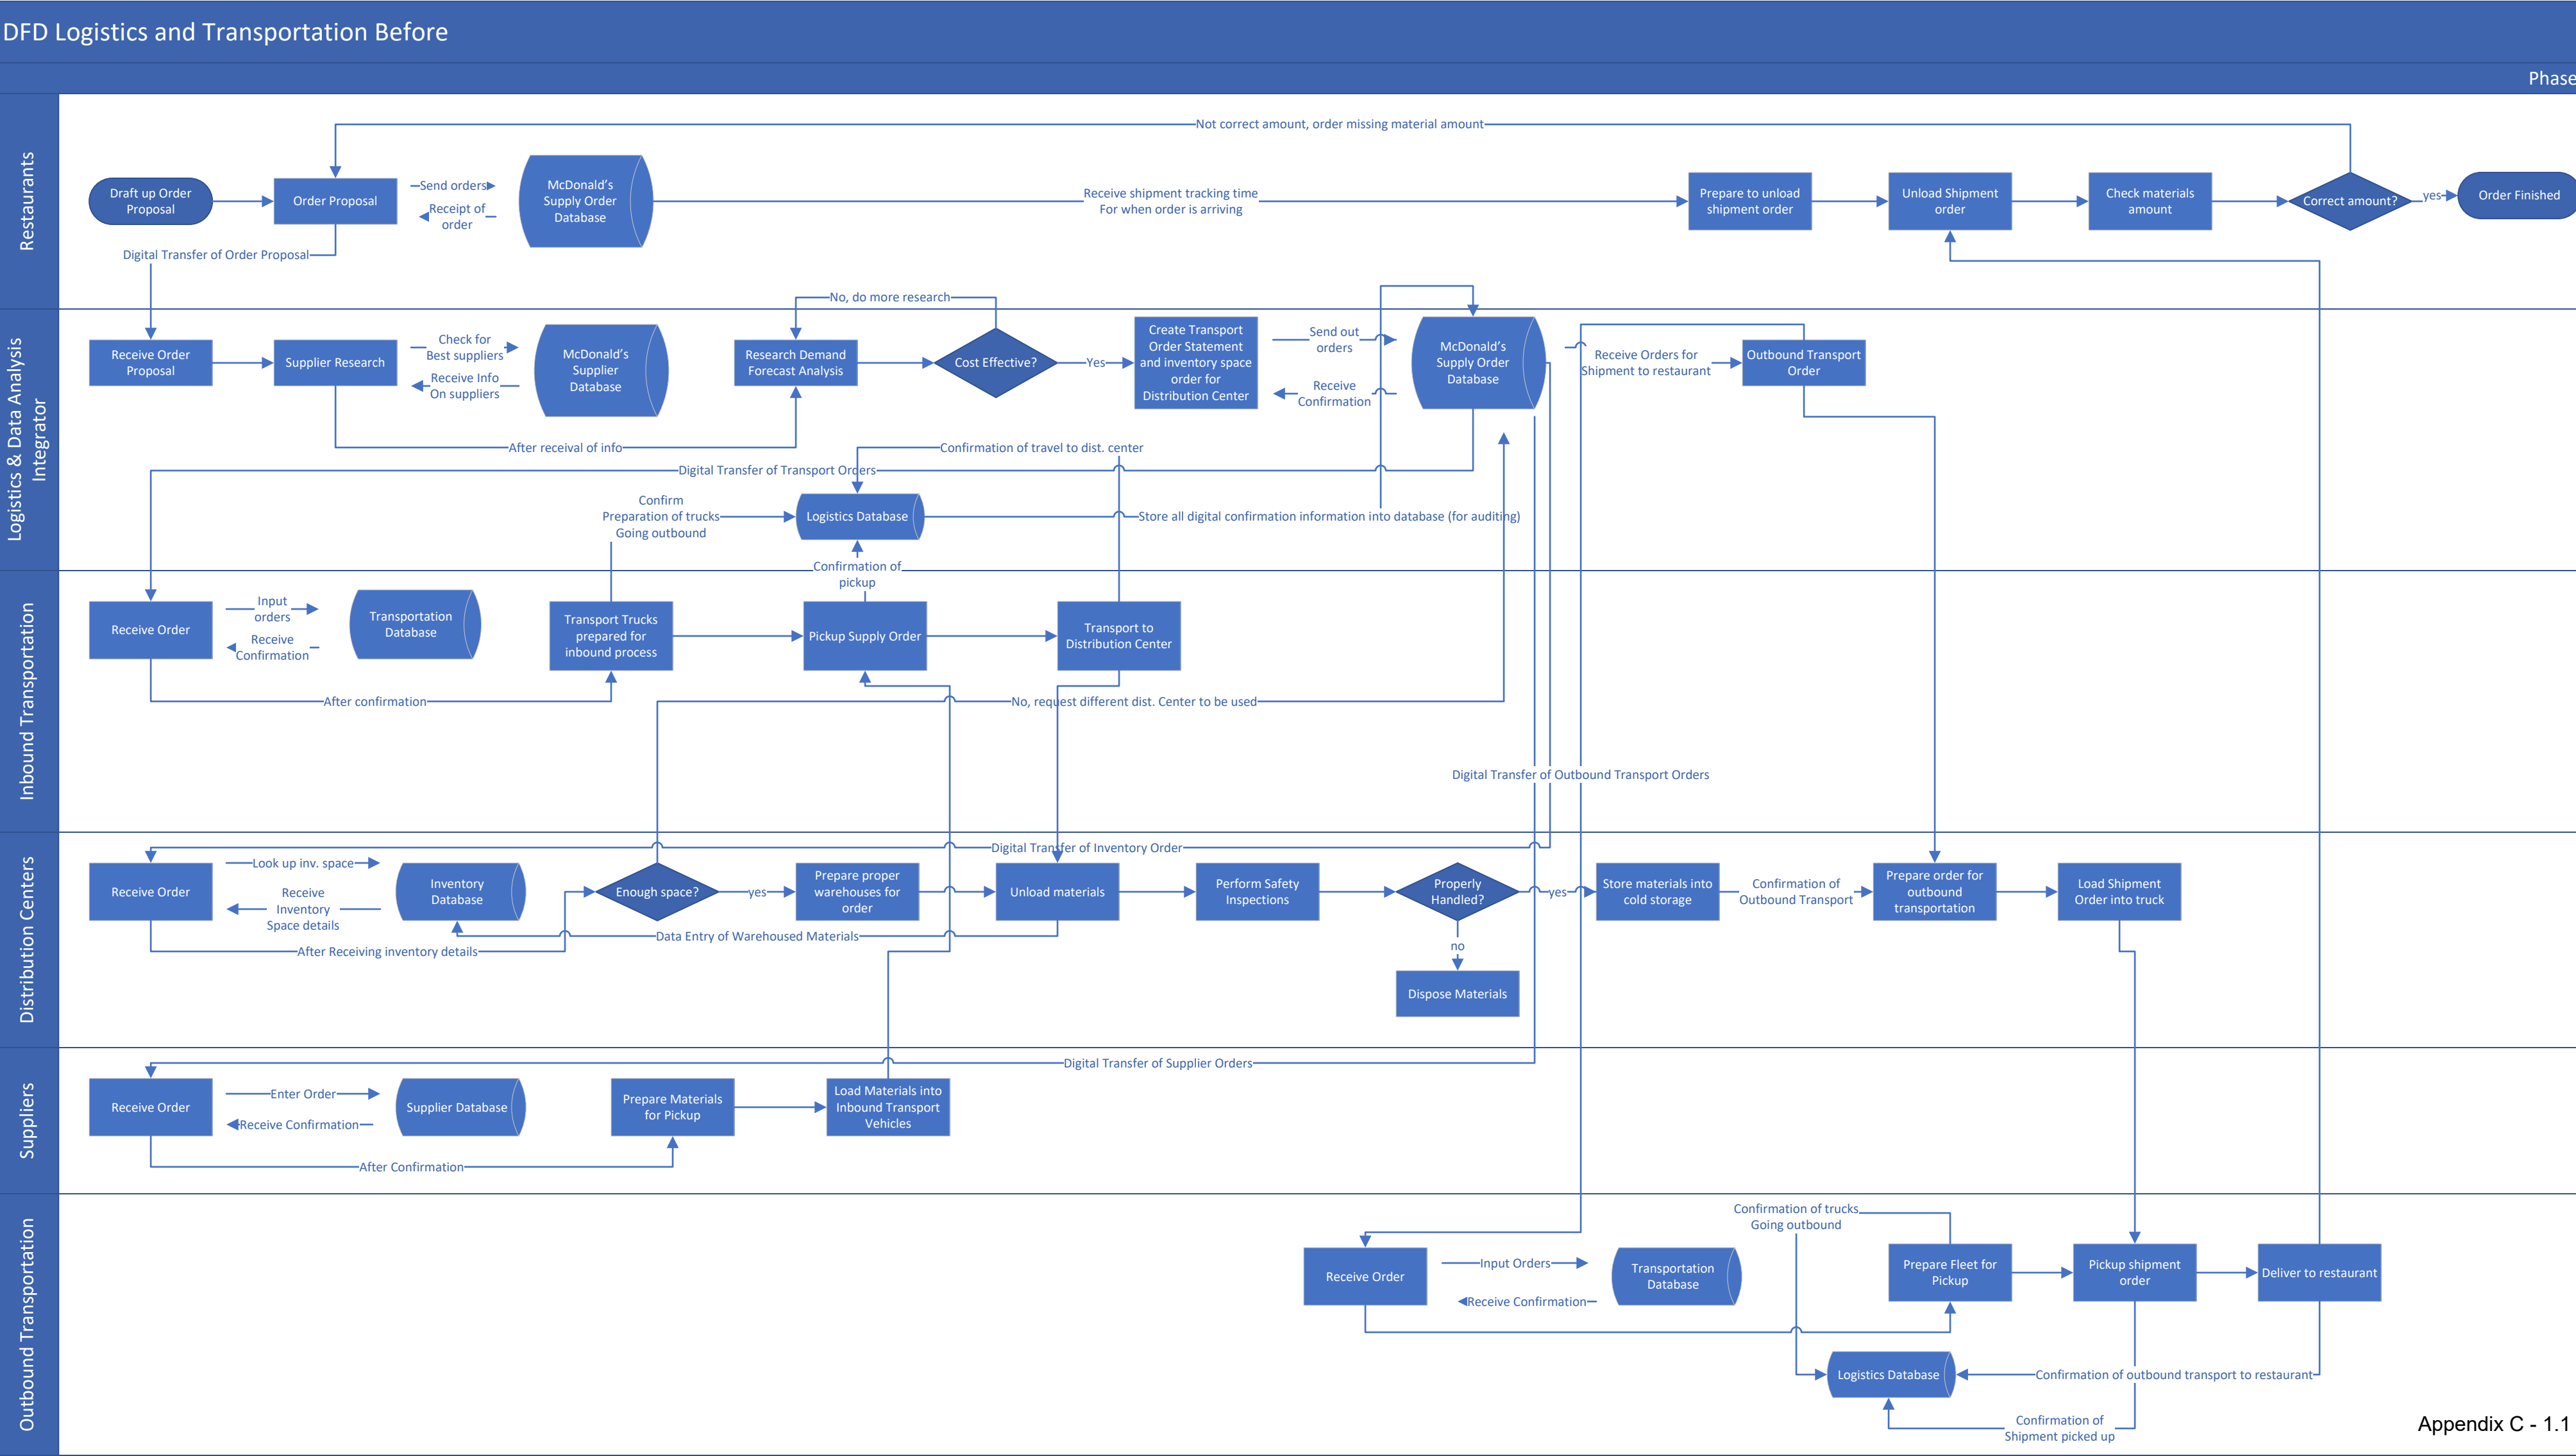 DFD Logistics and Transportation Before
Phase
Restaurants
Not correct amount, order missing material amount
Draft up Order
Proposal
Order Proposal
Send orders
Receipt of
order
McDonald's
Supply Order
Database
Receive shipment tracking time
For when order is arriving
Prepare to unload
shipment order
Unload Shipment
order
Check materials
amount
Correct amount?
yes
Order Finished
Digital Transfer of Order Proposal
Logistics & Data Analysis
Integrator
No, do more research
Receive Order
Proposal
Supplier Research
Check for
Best suppliers
Receive Info
On suppliers
McDonald's
Supplier
Database
Research Demand
Forecast Analysis
Cost Effective?
Yes
Create Transport
Order Statement
and inventory space
order for
Distribution Center
Send out
orders
Receive
Confirmation
McDonald's
Supply Order
Database
Receive Orders for
Shipment to restaurant
Outbound Transport
Order
After receival of info
Confirmation of travel to dist. center
Digital Transfer of Transport Orders
Confirm
Preparation of trucks
Going outbound
Logistics Database
Store all digital confirmation information into database (for auditing)
Confirmation of
pickup
Inbound Transportation
Receive Order
Input
orders
Receive
Confirmation
Transportation
Database
Transport Trucks
prepared for
inbound process
Pickup Supply Order
Transport to
Distribution Center
After confirmation
No, request different dist. Center to be used
Digital Transfer of Outbound Transport Orders
Distribution Centers
Digital Transfer of Inventory Order
Receive Order
Look up inv. space
Receive
Inventory
Space details
Inventory
Database
Enough space?
yes
Prepare proper
warehouses for
order
Unload materials
Perform Safety
Inspections
Properly
Handled?
yes
Store materials into
cold storage
Confirmation of
Outbound Transport
Prepare order for
outbound
transportation
Load Shipment
Order into truck
Data Entry of Warehoused Materials
After Receiving inventory details
no
Dispose Materials
Suppliers
Digital Transfer of Supplier Orders
Receive Order
Enter Order
Receive Confirmation
Supplier Database
Prepare Materials
for Pickup
Load Materials into
Inbound Transport
Vehicles
After Confirmation
Outbound Transportation
Confirmation of trucks
Going outbound
Receive Order
Input Orders
Receive Confirmation
Transportation
Database
Prepare Fleet for
Pickup
Pickup shipment
order
Deliver to restaurant
Logistics Database
Confirmation of outbound transport to restaurant
Confirmation of
Shipment picked up
Appendix C - 1.1